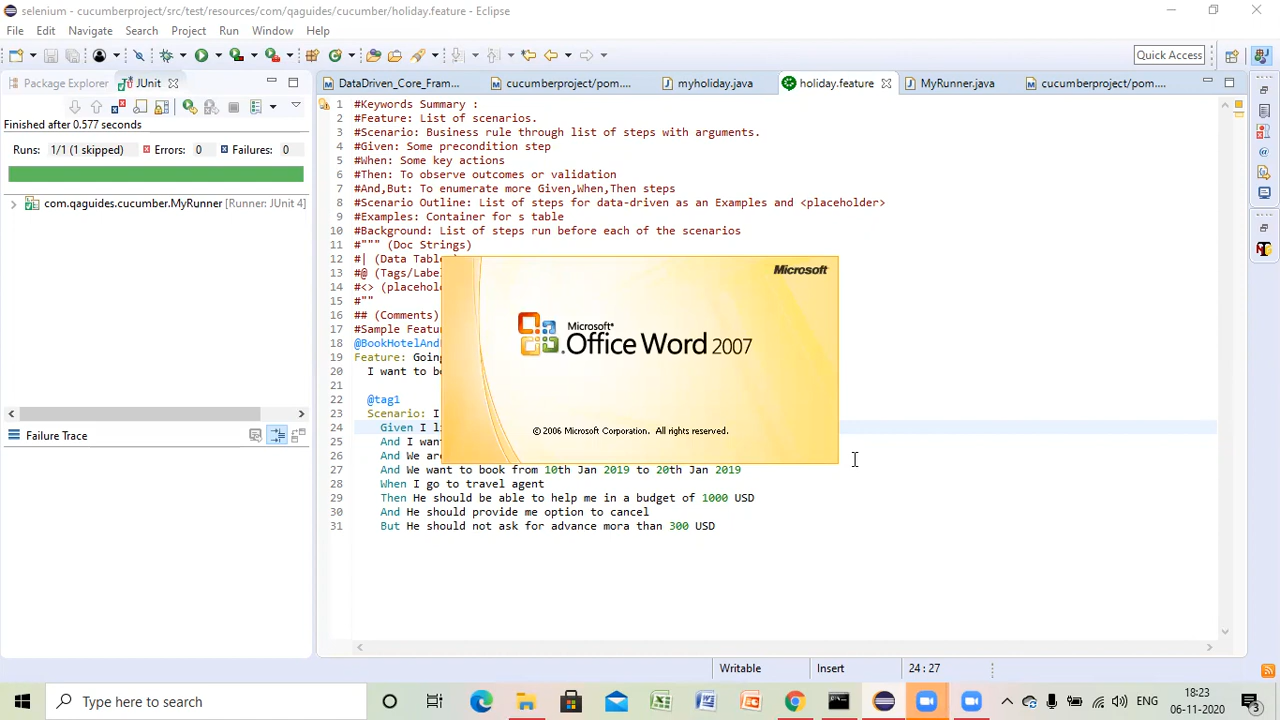 selenium - cucumberproject/src/test/resources/com/qaguides/cucumber/holiday.feature - Eclipse
File Edit Navigate Search Project Run Window Help
Quick Access
Package Explorer JUnit
DataDriven_Core_Fram... cucumberproject/pom.... myholiday.java holiday.feature MyRunner.java cucumberproject/pom....
Finished after 0.577 seconds
Runs: 1/1 (1 skipped) Errors: 0 Failures: 0
com.qaguides.cucumber.MyRunner [Runner: JUnit 4]
Failure Trace
1 #Keywords Summary :
2 #Feature: List of scenarios.
3 #Scenario: Business rule through list of steps with arguments.
4 #Given: Some precondition step
5 #When: Some key actions
6 #Then: To observe outcomes or validation
7 #And,But: To enumerate more Given,When,Then steps
8 #Scenario Outline: List of steps for data-driven as an Examples and <placeholder>
9 #Examples: Container for s table
10 #Background: List of steps run before each of the scenarios
11 #""" (Doc Strings)
12 #| (Data Table
13 #@ (Tags/Labe
14 #<> (placeho
15 #""
16 ## (Comments)
17 #Sample Featu
18 @BookHotelAnd
19 Feature: Goin
20 I want to b
21
22 @tag1
23 Scenario: I
24 Given I l
25 And I wan
26 And We ar
27 And We want to book from 10th Jan 2019 to 20th Jan 2019
28 When I go to travel agent
29 Then He should be able to help me in a budget of 1000 USD
30 And He should provide me option to cancel
31 But He should not ask for advance mora than 300 USD
Microsoft
Microsoft
Office Word 2007
© 2006 Microsoft Corporation. All rights reserved.
Writable Insert 24 : 27
Type here to search
ENG
18:23
06-11-2020
3